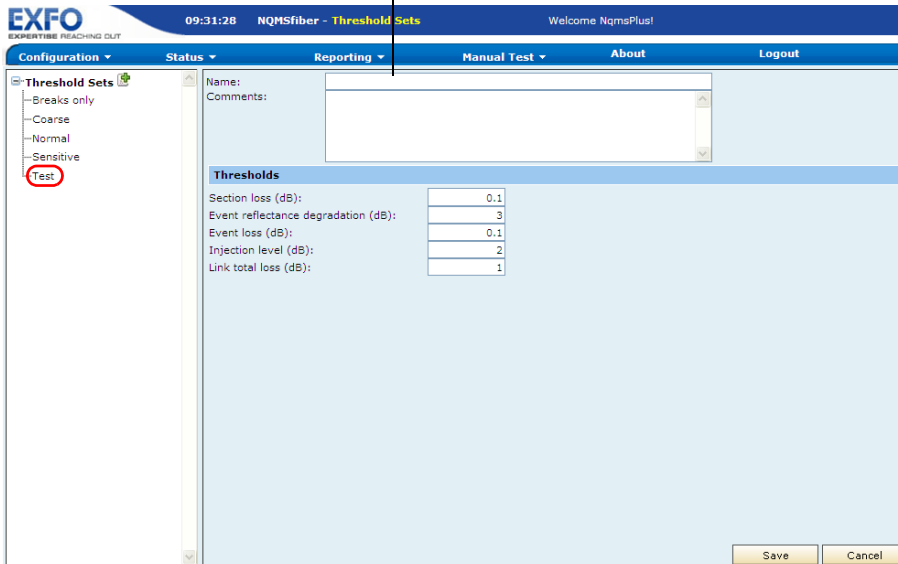 EXFO
EXPERTISE REACHING OUT
09:31:28 NQMSfiber - Threshold Sets Welcome NqmsPlus!
Configuration Status Reporting Manual Test About Logout
Threshold Sets
Breaks only
Coarse
Normal
Sensitive
Test
Name:
Comments:
Thresholds
Section loss (dB): 0.1
Event reflectance degradation (dB): 3
Event loss (dB): 0.1
Injection level (dB): 2
Link total loss (dB): 1
Save Cancel